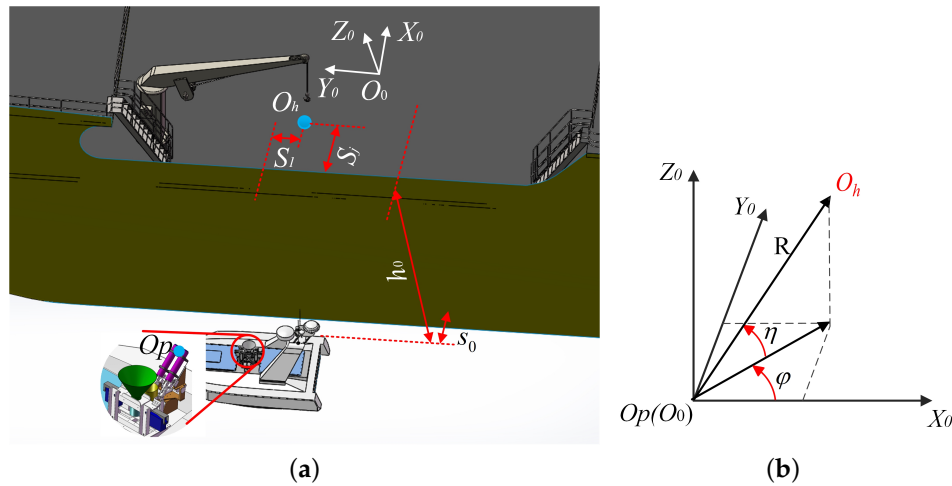 Z₀
X₀
Y₀
O₀
Oₕ
S₁
Sⱼ
h₀
s₀
Op
(a)
Z₀
Y₀
Oₕ
R
η
φ
Op(O₀)
X₀
(b)